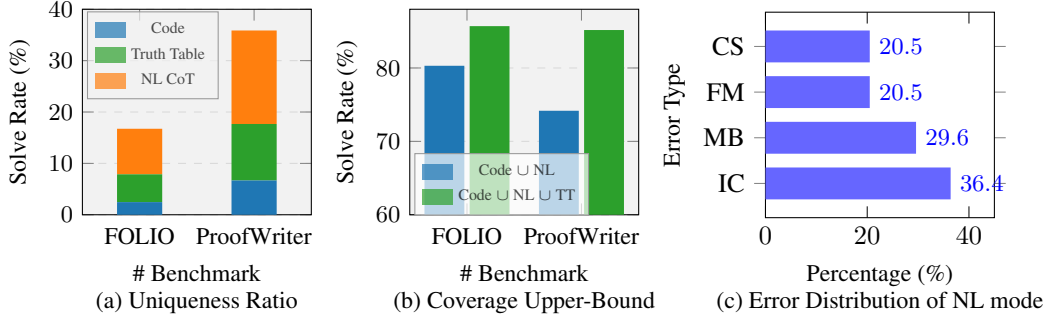 40
30
20
10
0
Solve Rate (%)
Code
Truth Table
NL CoT
FOLIO ProofWriter
# Benchmark
(a) Uniqueness Ratio
80
70
60
Solve Rate (%)
Code ∪ NL
Code ∪ NL ∪ TT
FOLIO ProofWriter
# Benchmark
(b) Coverage Upper-Bound
Error Type
CS 20.5
FM 20.5
MB 29.6
IC 36.4
0 20 40
Percentage (%)
(c) Error Distribution of NL mode